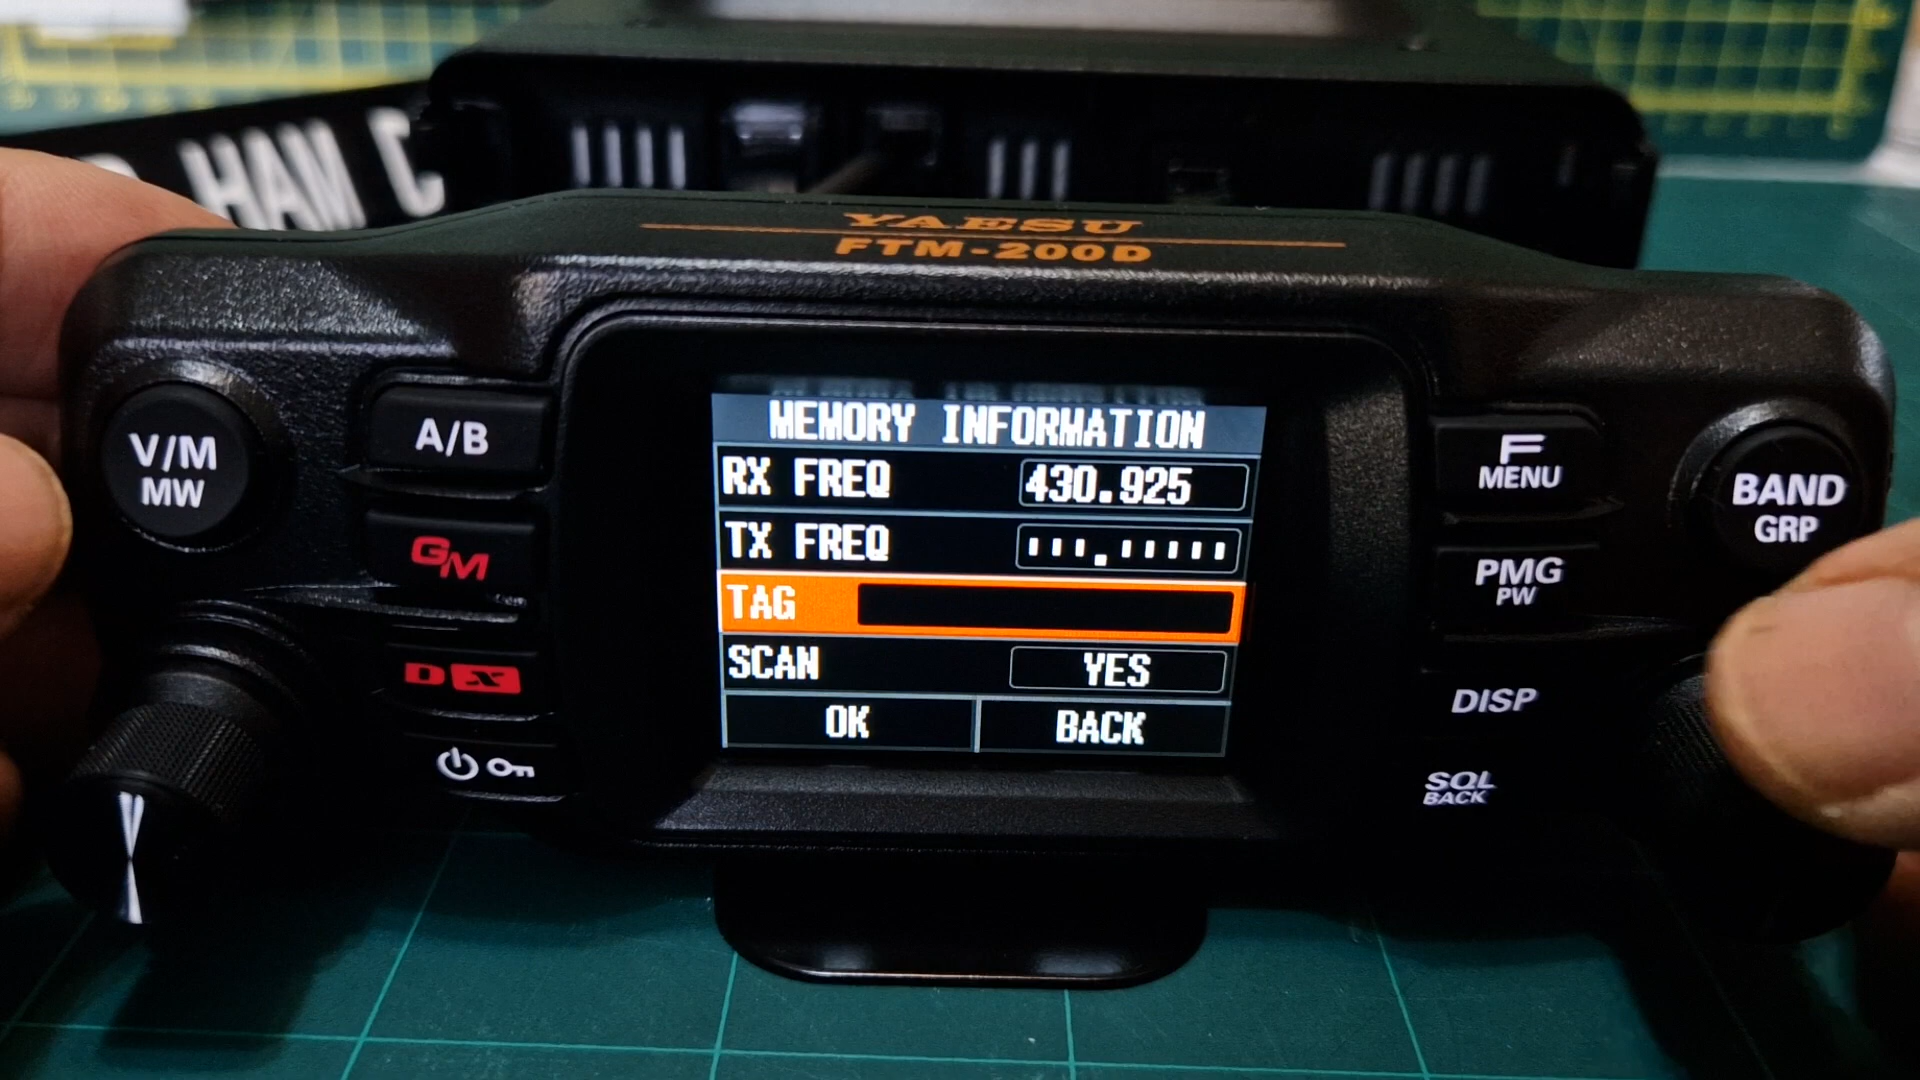 HAM C
YAESU
FTM-200D
V/M
MW
A/B
GM
DX
MEMORY INFORMATION
RX FREQ 430.925
TX FREQ
TAG
SCAN YES
OK BACK
F
MENU
BAND
GRP
PMG
PW
DISP
SQL
BACK